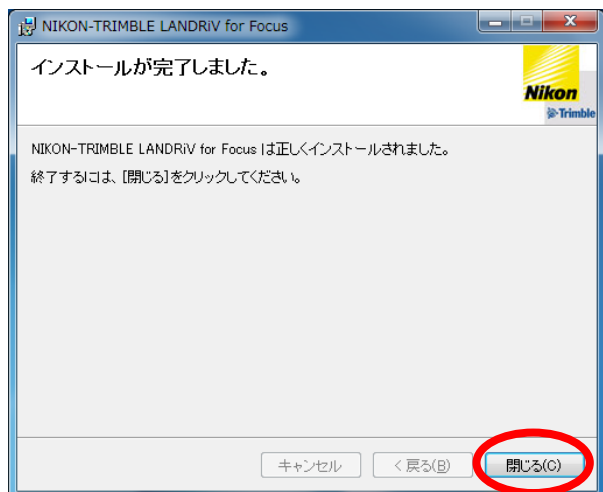 NIKON-TRIMBLE LANDRiV for Focus
インストールが完了しました。
Nikon
Trimble
NIKON-TRIMBLE LANDRiV for Focus は正しくインストールされました。
終了するには、[閉じる]をクリックしてください。
キャンセル
< 戻る(B)
閉じる(C)